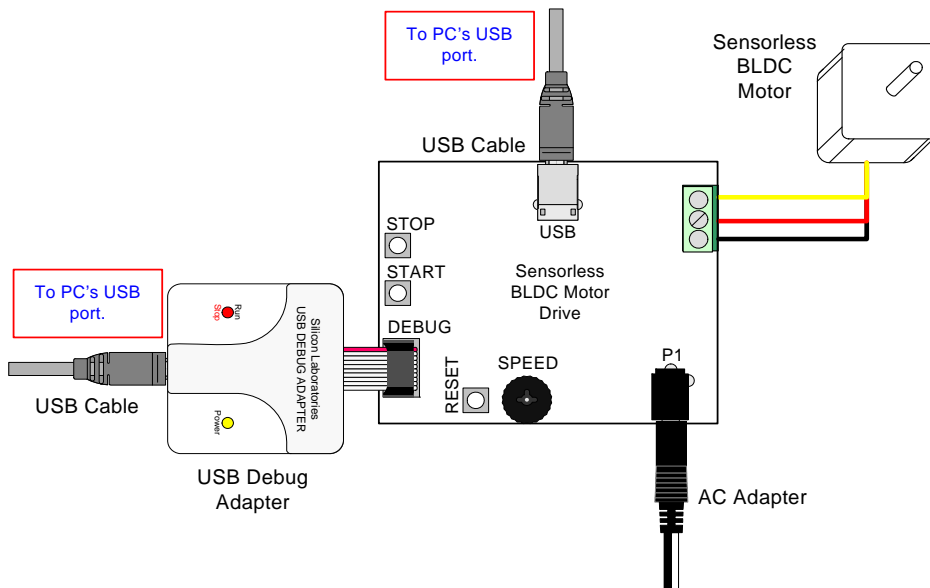 To PC's USB
port.
Sensorless
BLDC
Motor
USB Cable
USB
STOP
START
Sensorless
BLDC Motor
Drive
DEBUG
RESET
SPEED
P1
AC Adapter
To PC's USB
port.
Run
Stop
Power
Silicon Laboratories
USB DEBUG ADAPTER
USB Cable
USB Debug
Adapter